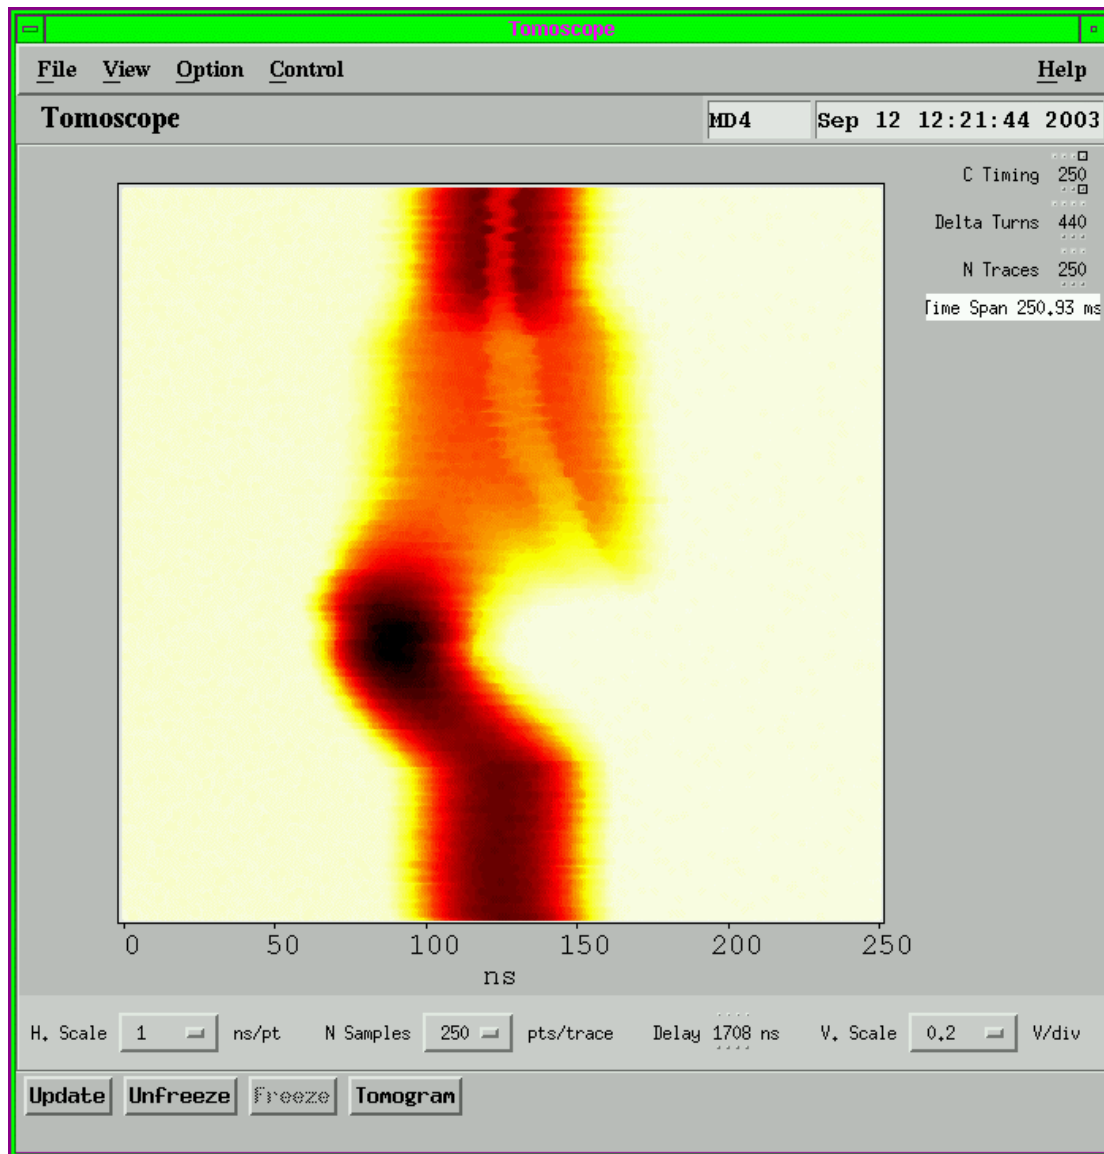 Tomoscope
File View Option Control Help
Tomoscope MD4 Sep 12 12:21:44 2003
C Timing 250
Delta Turns 440
N Traces 250
Time Span 250.93 ms
0 50 100 150 200 250
ns
H. Scale 1 ns/pt N Samples 250 pts/trace Delay 1708 ns V. Scale 0.2 V/div
Update Unfreeze Freeze Tomogram